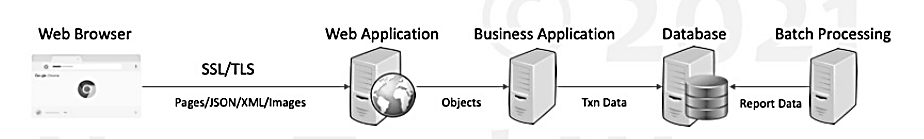 © 2021
Web Browser
Web Application
Business Application
Database
Batch Processing
SSL/TLS
Pages/JSON/XML/Images
Objects
Txn Data
Report Data